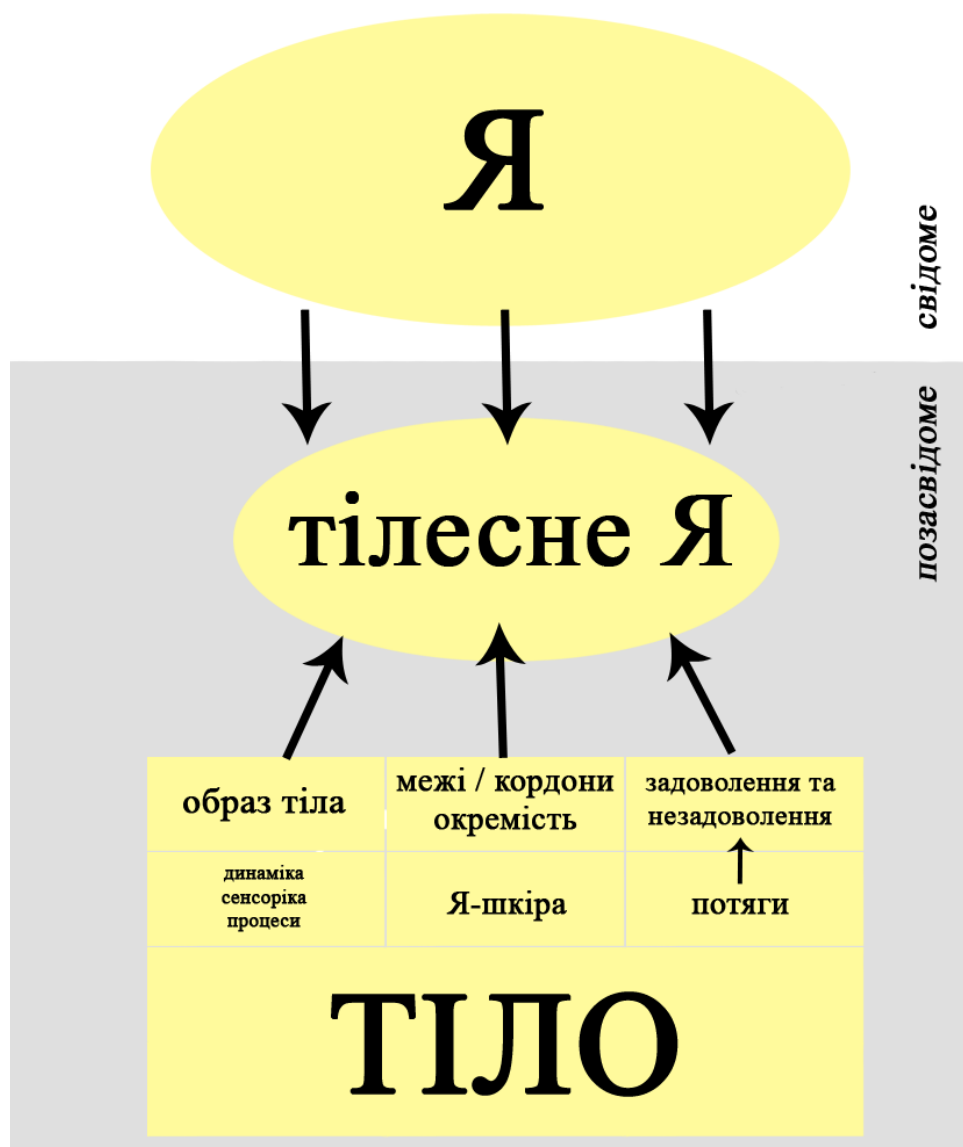 Я
свідоме
позасвідоме
тілесне Я
образ тіла
межі / кордони
окремість
задоволення та
незадоволення
динаміка
сенсоріка
процеси
Я-шкіра
потяги
ТІЛО